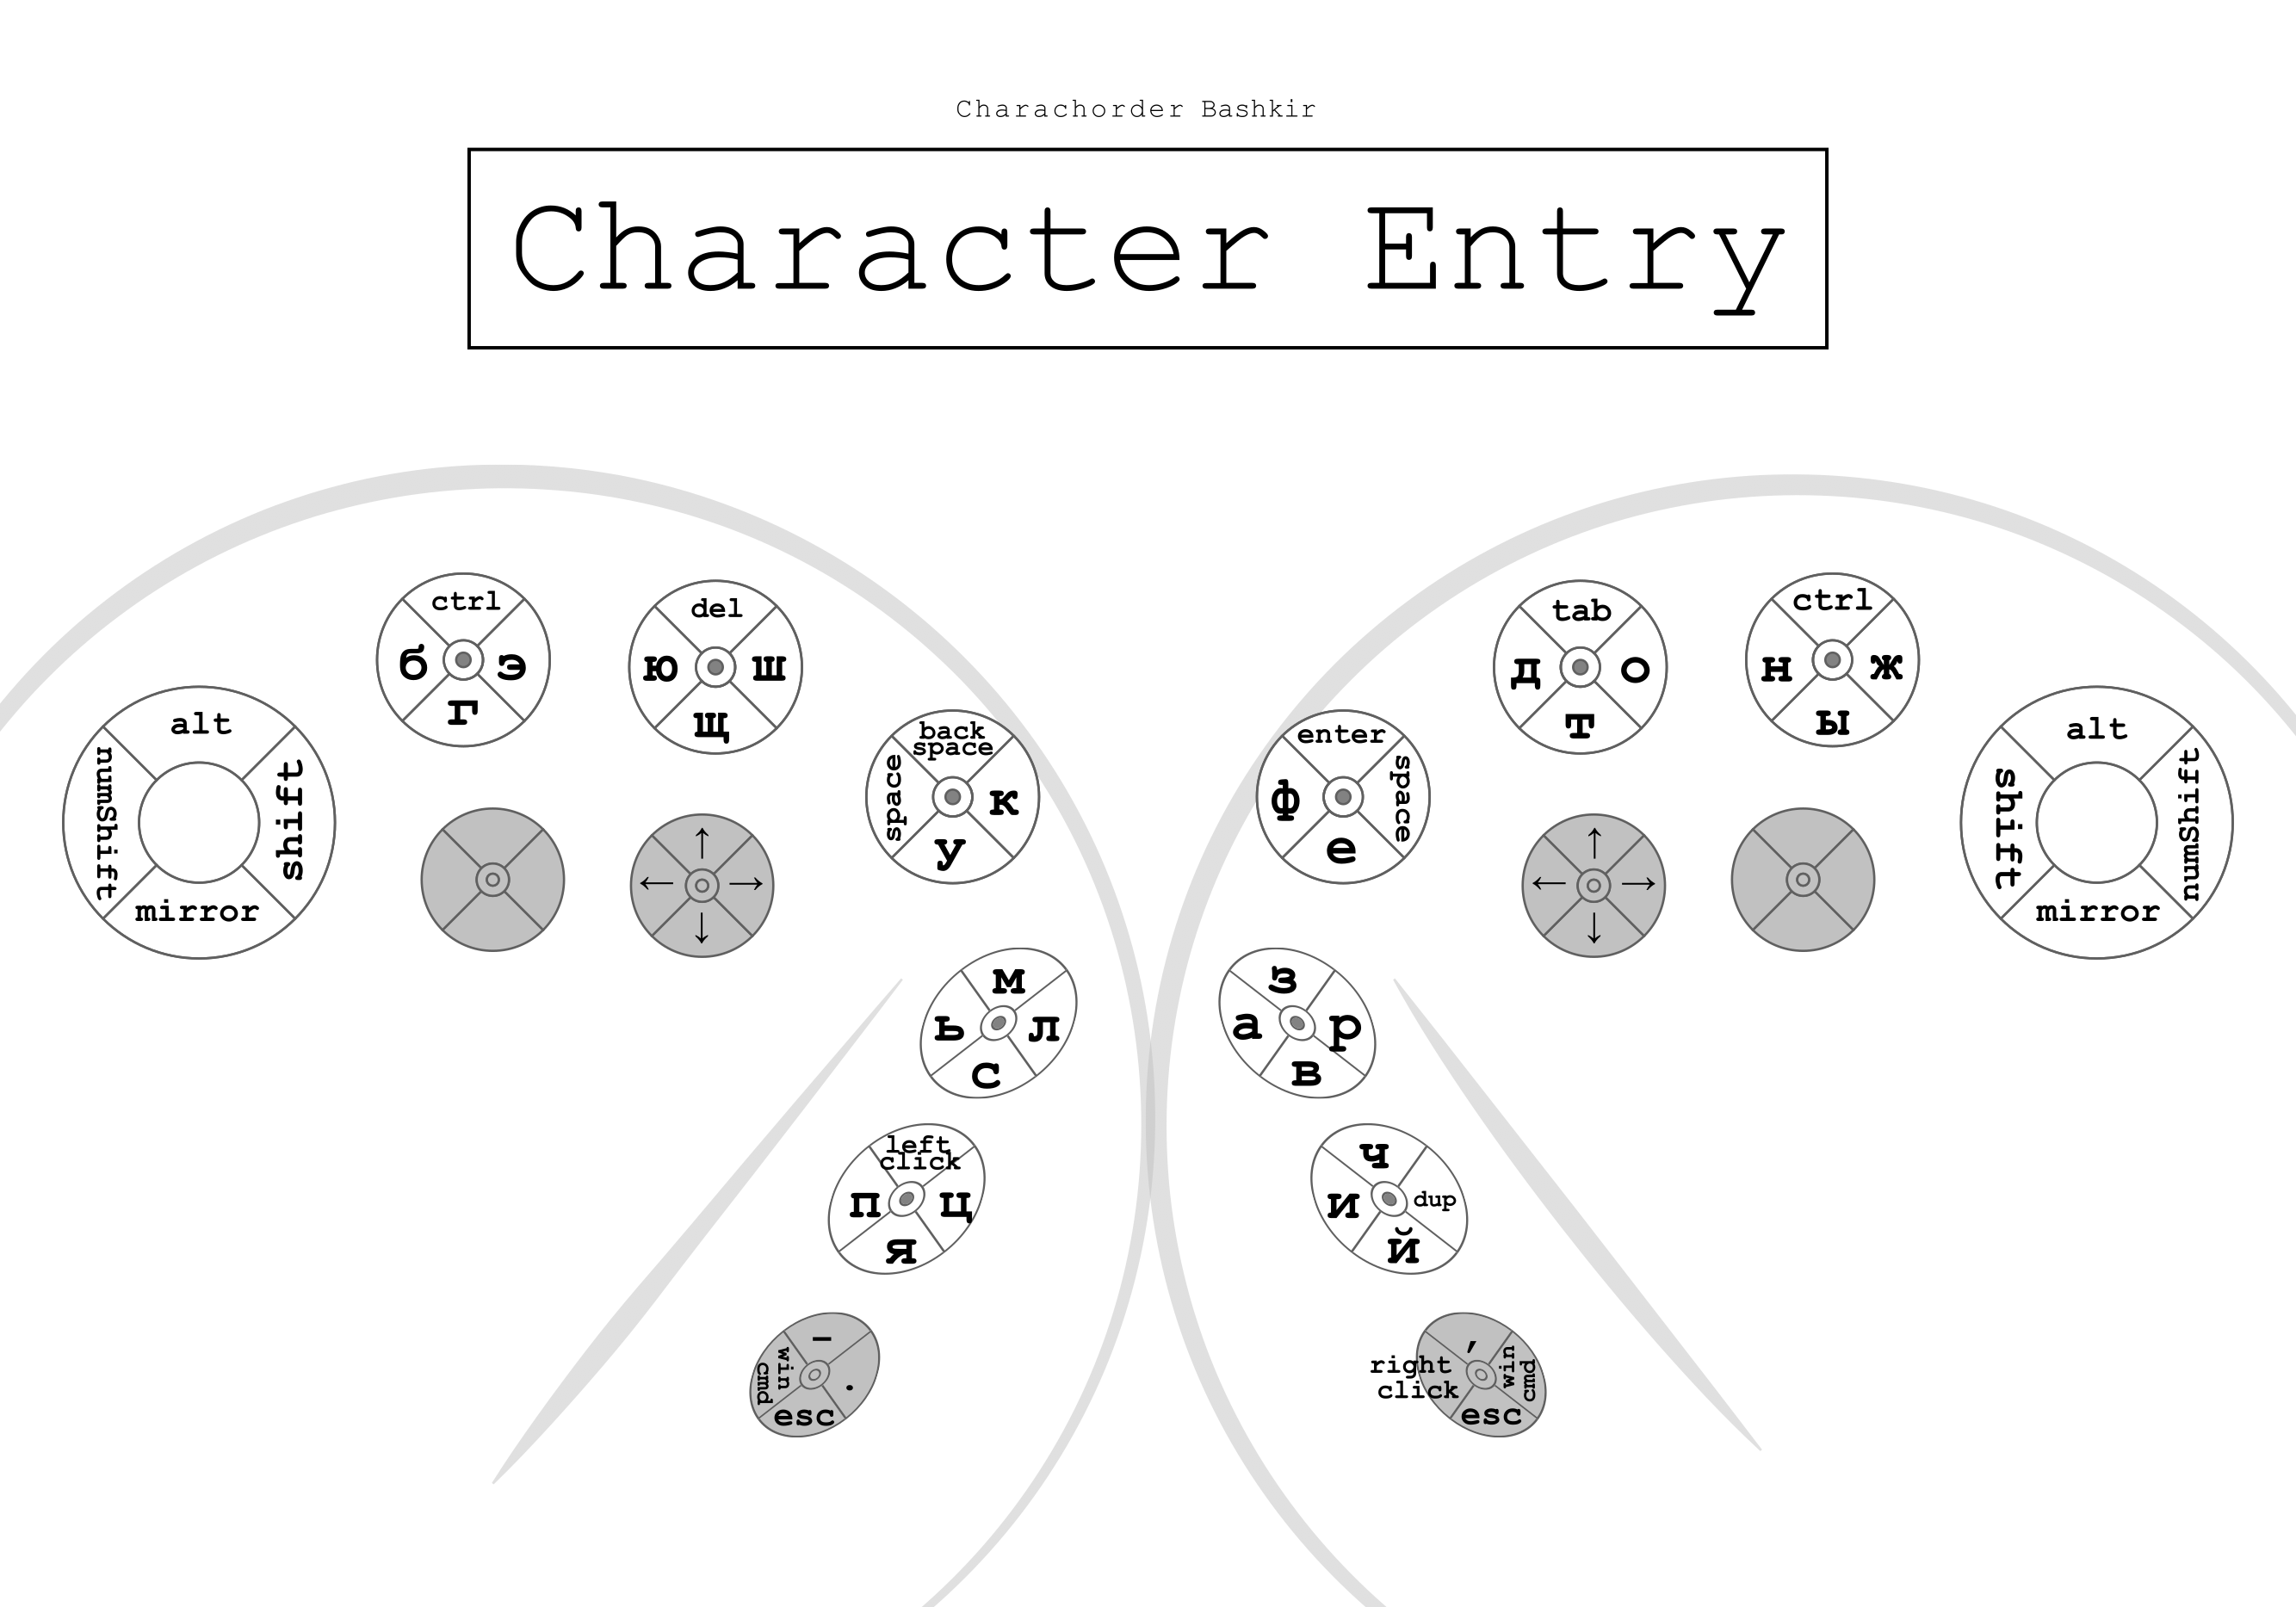 Charachorder Bashkir
Character Entry
ctrl
б э
г
del
ю ш
щ
alt
numShift
shift
mirror
back
space
space
к
у
↑
← →
↓
м
ь л
с
left
click
п ц
я
–
win
cmd
.
esc
enter
ф
space
е
tab
д о
т
ctrl
н ж
ы
alt
shift
numShift
mirror
↑
← →
↓
з
а р
в
ч
и dup
й
,
right
click
win
cmd
esc